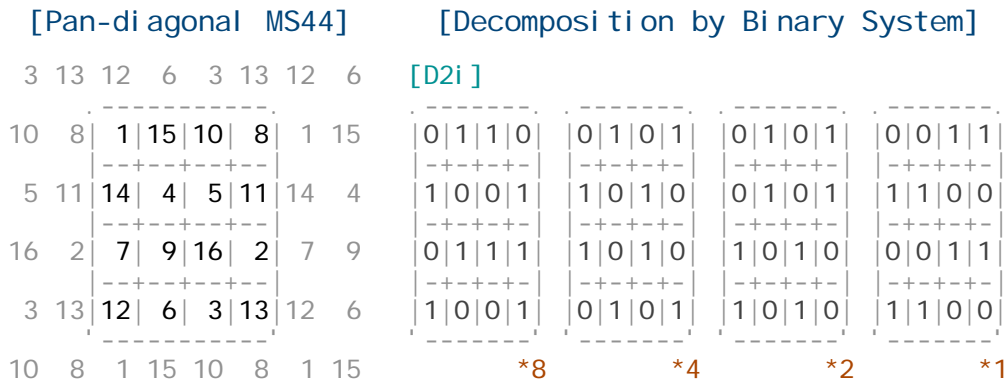 [Pan-diagonal MS44] [Decomposition by Binary System]
3 13 12 6 3 13 12 6 [D2i]
.-----------. .-------. .-------. .-------. .-------.
10 8| 1|15|10| 8| 1 15 |0|1|1|0| |0|1|0|1| |0|1|0|1| |0|0|1|1|
|--+--+--+--| |-+-+-+-| |-+-+-+-| |-+-+-+-| |-+-+-+-|
5 11|14| 4| 5|11|14 4 |1|0|0|1| |1|0|1|0| |0|1|0|1| |1|1|0|0|
|--+--+--+--| |-+-+-+-| |-+-+-+-| |-+-+-+-| |-+-+-+-|
16 2| 7| 9|16| 2| 7 9 |0|1|1|1| |1|0|1|0| |1|0|1|0| |0|0|1|1|
|--+--+--+--| |-+-+-+-| |-+-+-+-| |-+-+-+-| |-+-+-+-|
3 13|12| 6| 3|13|12 6 |1|0|0|1| |0|1|0|1| |1|0|1|0| |1|1|0|0|
'-----------' '-------' '-------' '-------' '-------'
10 8 1 15 10 8 1 15 *8 *4 *2 *1